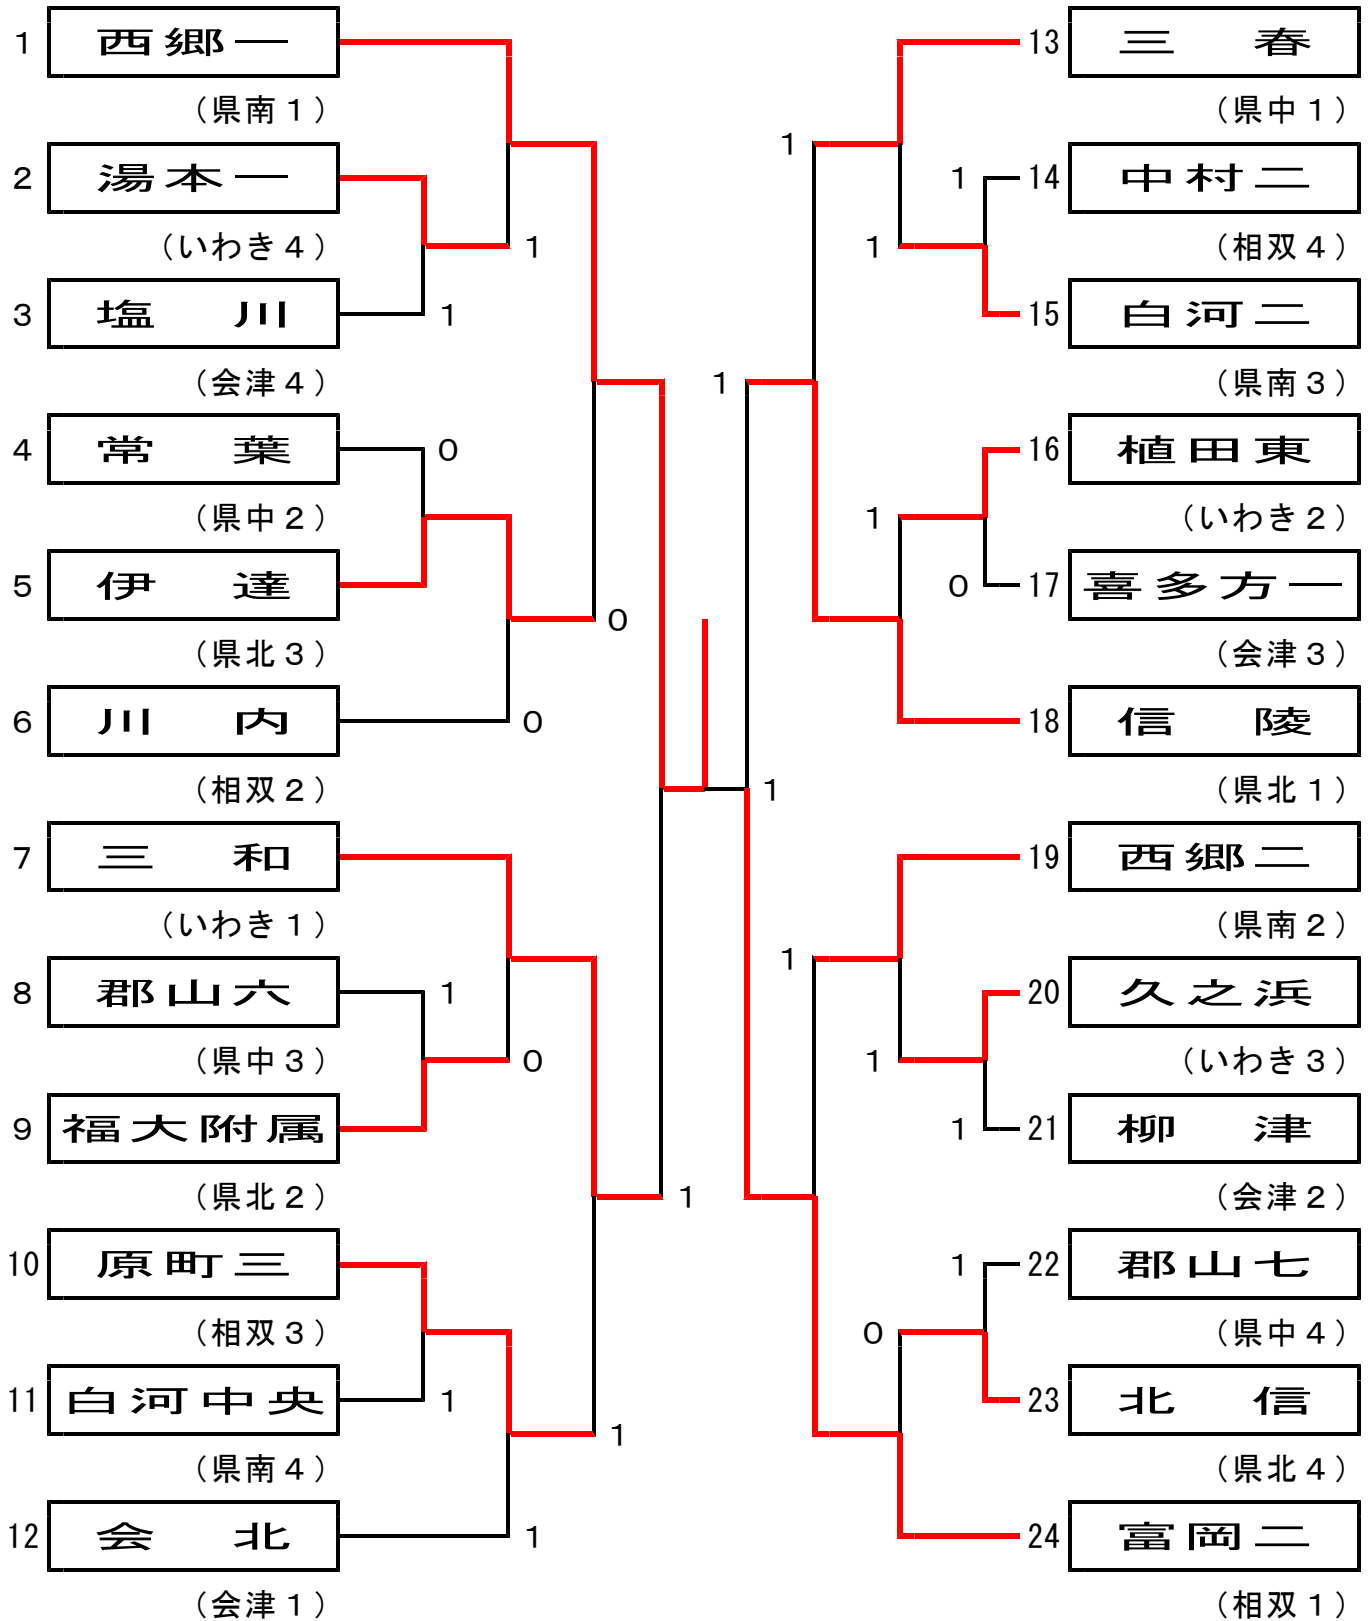 1 西郷一
(県南1)
2 湯本一
1
(いわき4)
3 塩 川
1
(会津4)
4 常 葉
0
(県中2)
5 伊 達
0
(県北3)
6 川 内
0
(相双2)
7 三 和
(いわき1)
8 郡山六
1
(県中3)
0
9 福大附属
(県北2)
1
10 原町三
(相双3)
11 白河中央
1
1
(県南4)
12 会 北
1
(会津1)
13 三 春
(県中1)
1
1
14 中村二
(相双4)
1
15 白河二
(県南3)
1
16 植田東
(いわき2)
1
0
17 喜多方一
(会津3)
18 信 陵
(県北1)
1
19 西郷二
(県南2)
1
20 久之浜
(いわき3)
1
1
21 柳 津
(会津2)
1
22 郡山七
(県中4)
0
23 北 信
(県北4)
24 富岡二
(相双1)